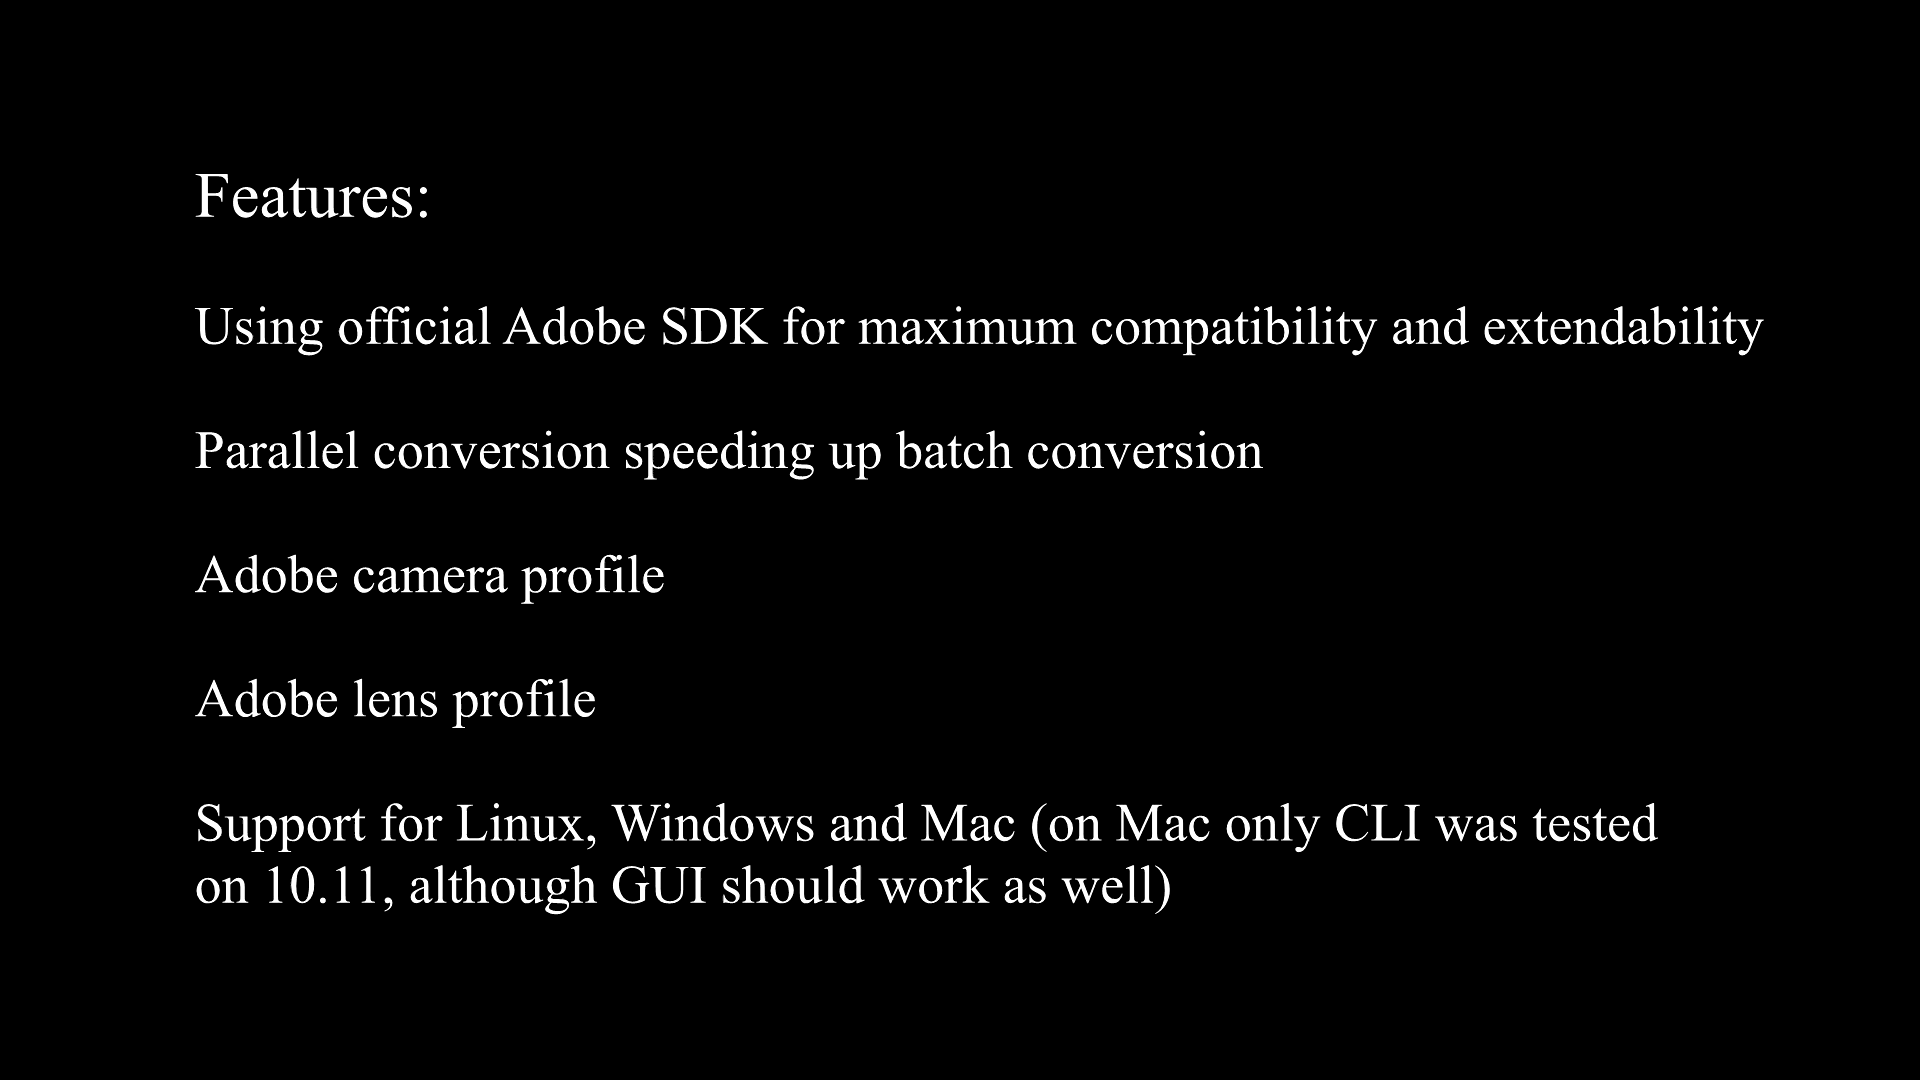 Features:
Using official Adobe SDK for maximum compatibility and extendability
Parallel conversion speeding up batch conversion
Adobe camera profile
Adobe lens profile
Support for Linux, Windows and Mac (on Mac only CLI was tested
on 10.11, although GUI should work as well)